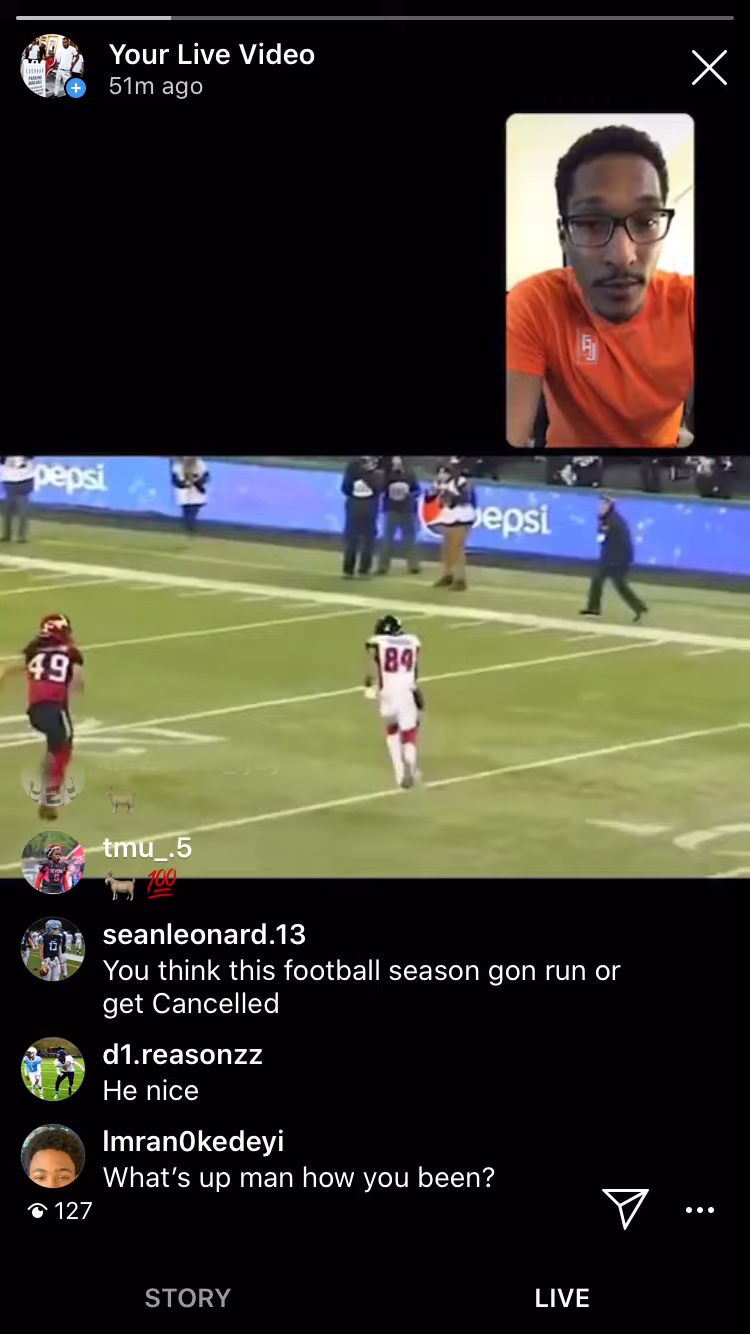 Your Live Video
51m ago
pepsi
pepsi
49
84
🐐
tmu_.5
🐐 💯
seanleonard.13
You think this football season gon run or
get Cancelled
d1.reasonzz
He nice
Imran0kedeyi
What's up man how you been?
127
STORY
LIVE